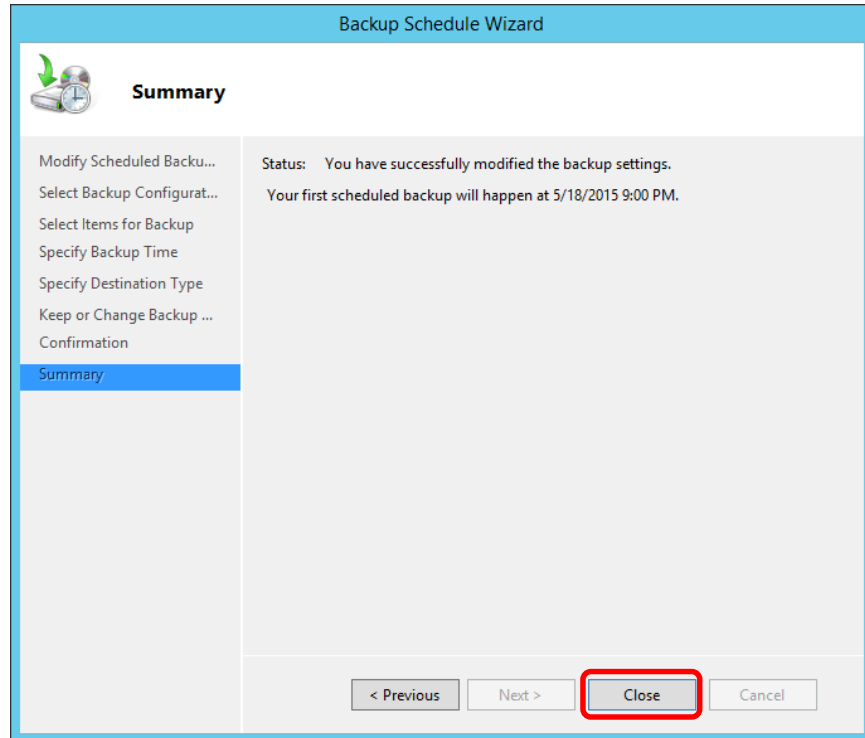 Backup Schedule Wizard
Summary
Modify Scheduled Backu...
Select Backup Configurat...
Select Items for Backup
Specify Backup Time
Specify Destination Type
Keep or Change Backup ...
Confirmation
Summary
Status: You have successfully modified the backup settings.
Your first scheduled backup will happen at 5/18/2015 9:00 PM.
< Previous Next > Close Cancel